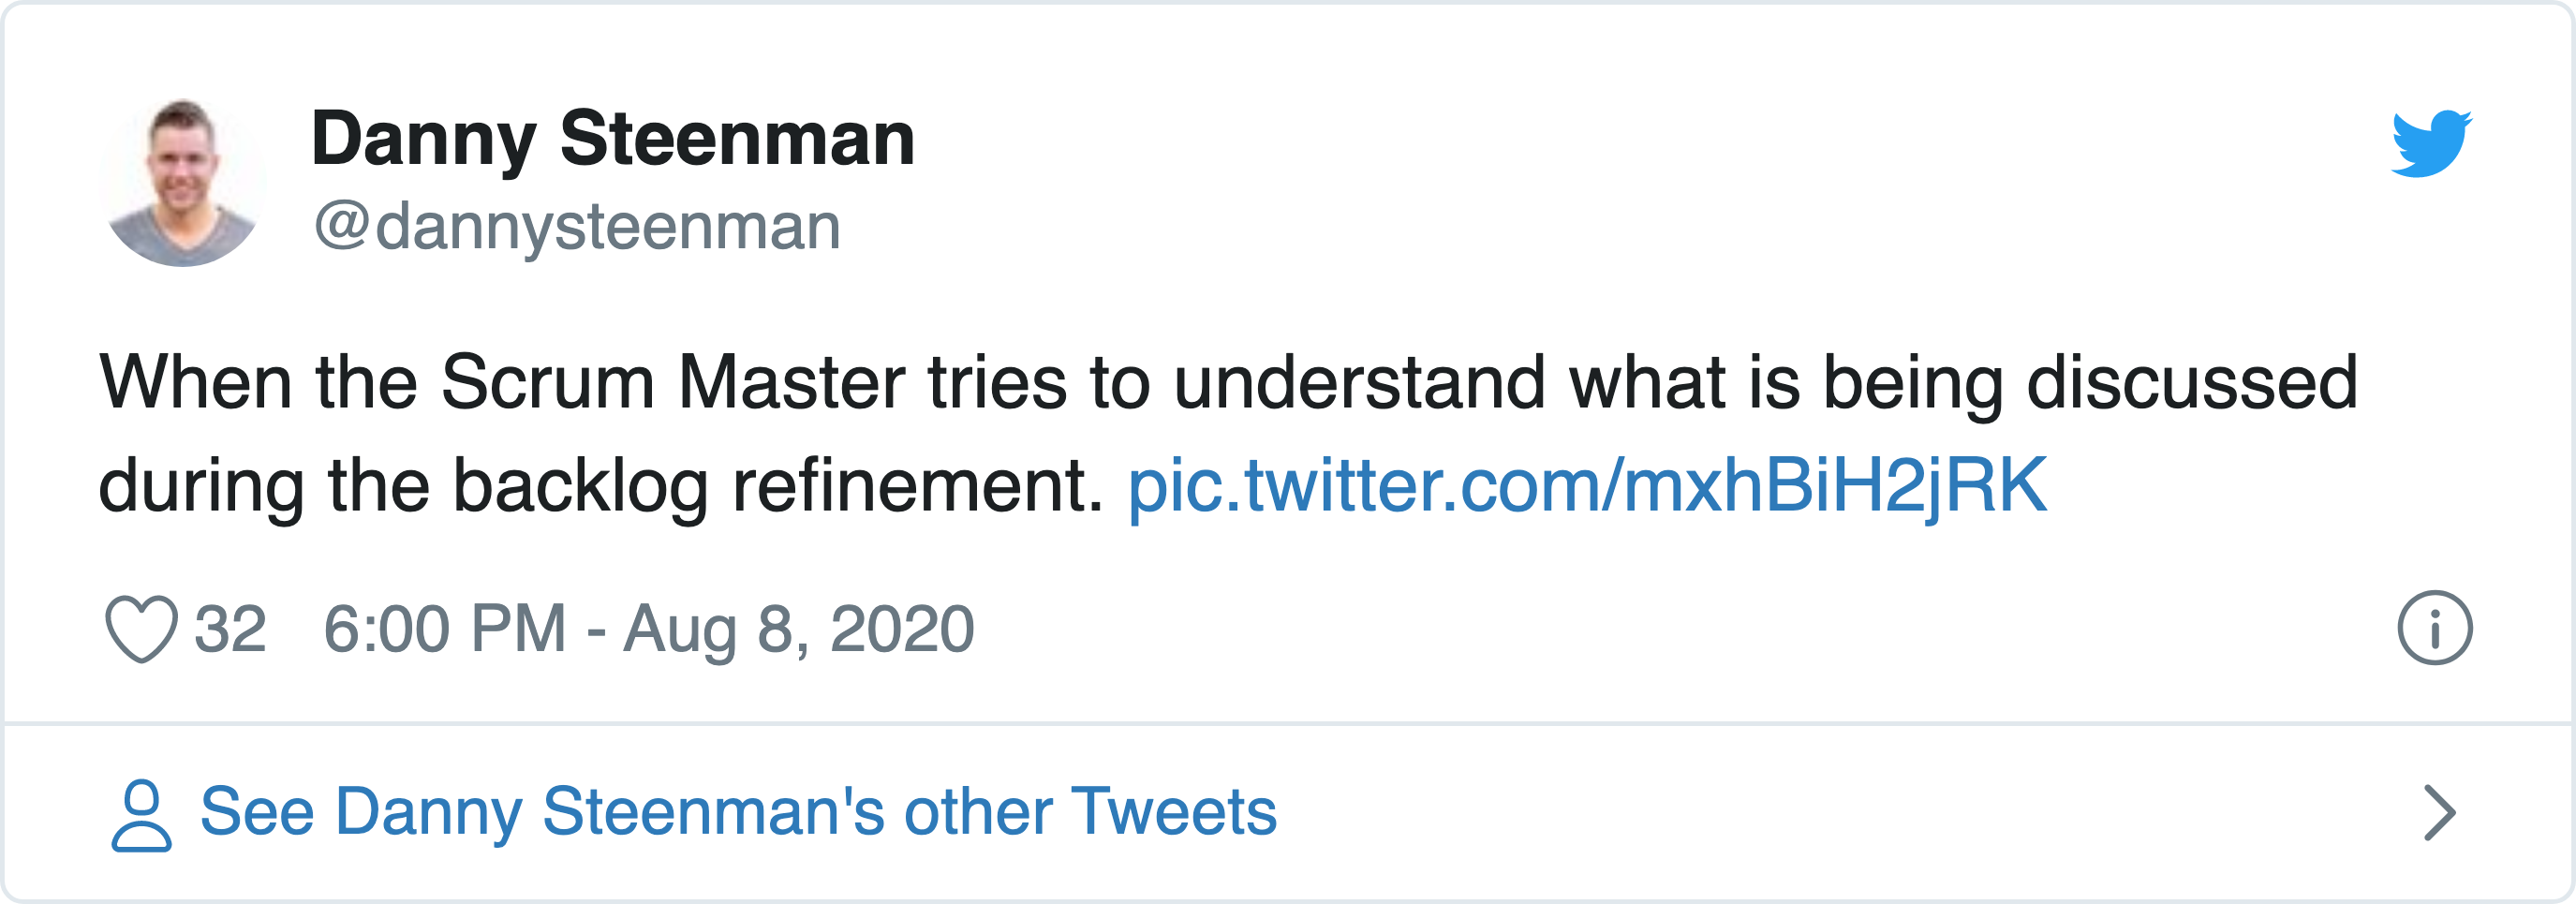 Danny Steenman
@dannysteenman
When the Scrum Master tries to understand what is being discussed
during the backlog refinement. pic.twitter.com/mxhBiH2jRK
32 6:00 PM - Aug 8, 2020
See Danny Steenman's other Tweets